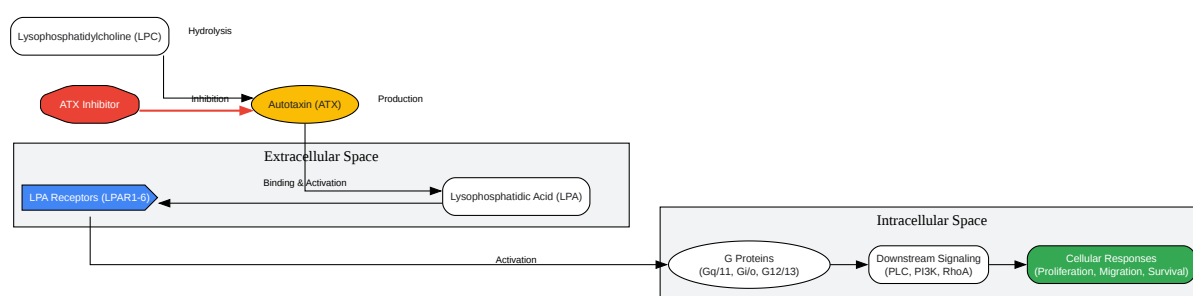 Lysophosphatidylcholine (LPC)
Hydrolysis
ATX Inhibitor
Inhibition
Autotaxin (ATX)
Production
Extracellular Space
LPA Receptors (LPAR1-6)
Binding & Activation
Lysophosphatidic Acid (LPA)
Intracellular Space
Activation
G Proteins
(Gq/11, Gi/o, G12/13)
Downstream Signaling
(PLC, PI3K, RhoA)
Cellular Responses
(Proliferation, Migration, Survival)